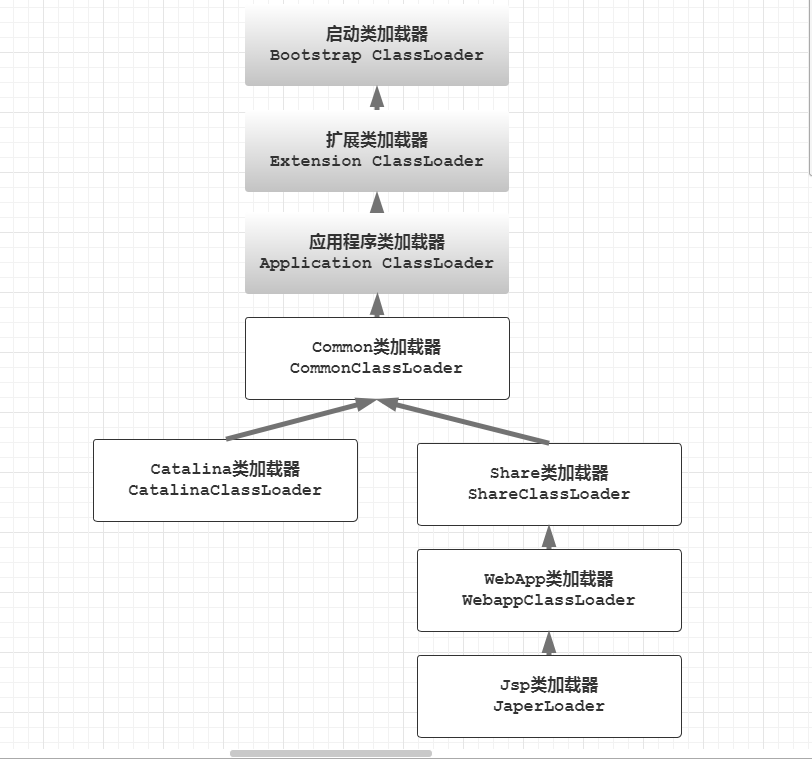 启动类加载器
Bootstrap ClassLoader
扩展类加载器
Extension ClassLoader
应用程序类加载器
Application ClassLoader
Common类加载器
CommonClassLoader
Catalina类加载器
CatalinaClassLoader
Share类加载器
ShareClassLoader
WebApp类加载器
WebappClassLoader
Jsp类加载器
JaperLoader